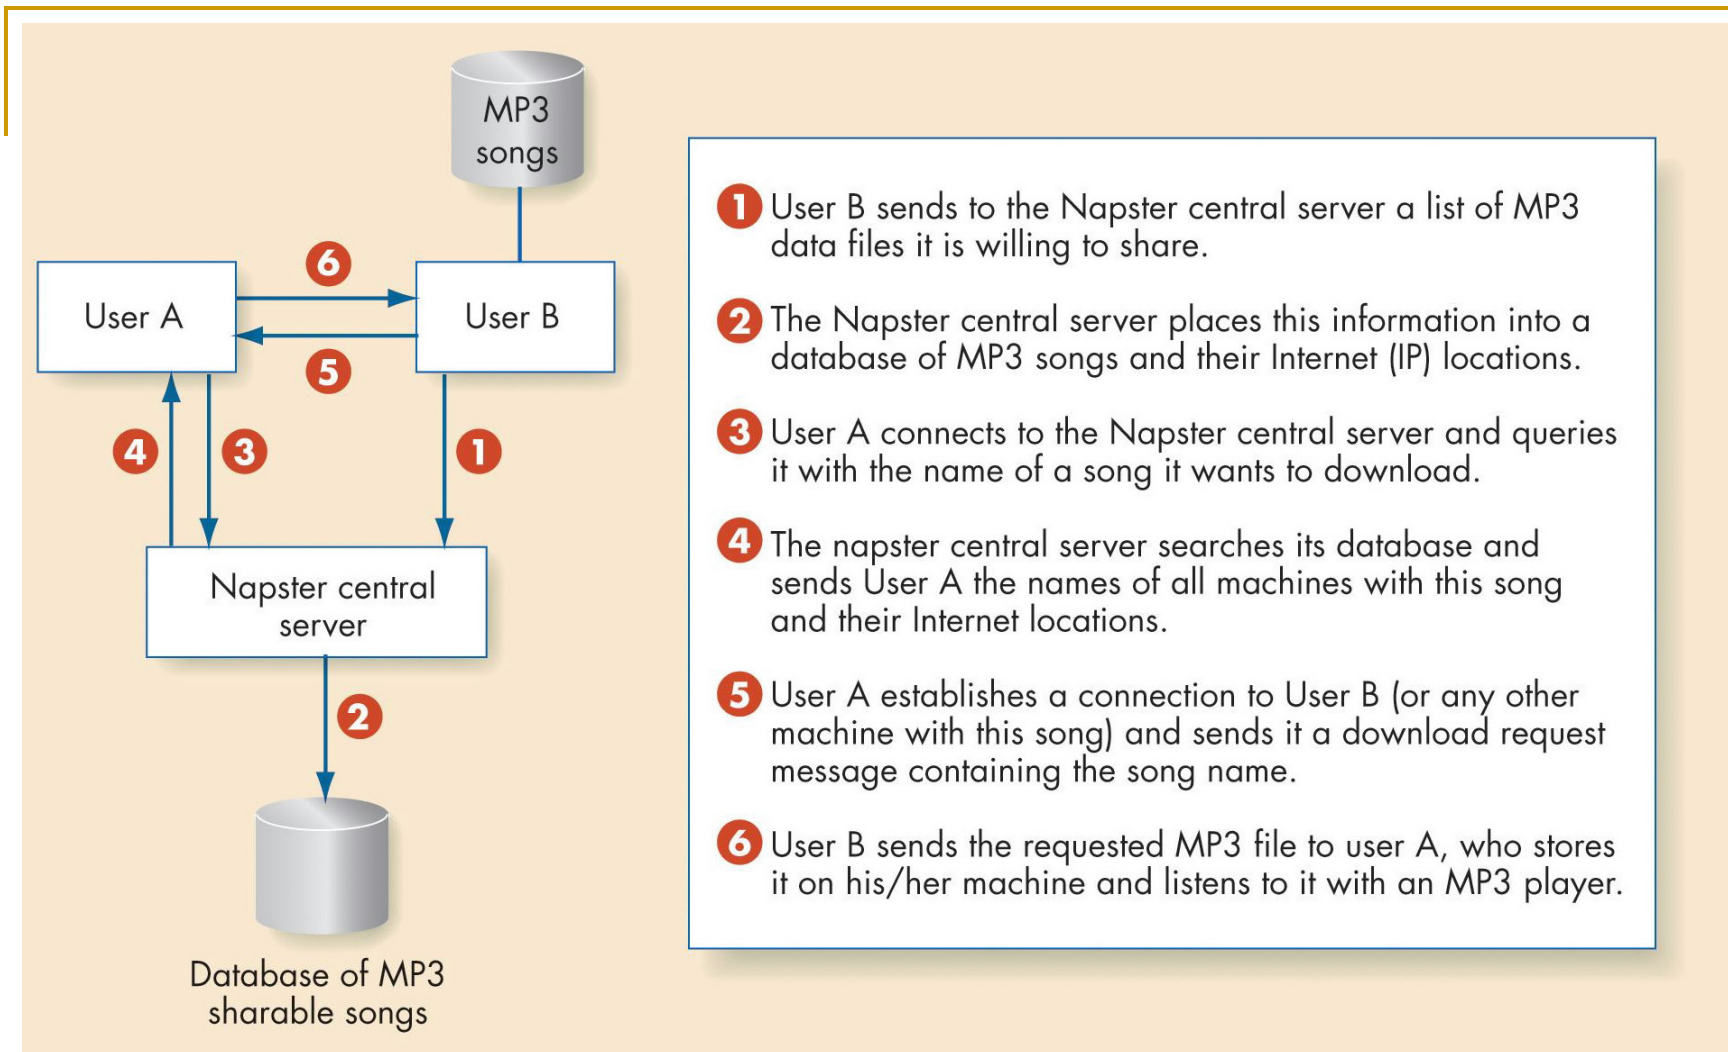 MP3
songs
6
User A
User B
5
4
3
1
Napster central
server
2
Database of MP3
sharable songs
1 User B sends to the Napster central server a list of MP3
data files it is willing to share.
2 The Napster central server places this information into a
database of MP3 songs and their Internet (IP) locations.
3 User A connects to the Napster central server and queries
it with the name of a song it wants to download.
4 The napster central server searches its database and
sends User A the names of all machines with this song
and their Internet locations.
5 User A establishes a connection to User B (or any other
machine with this song) and sends it a download request
message containing the song name.
6 User B sends the requested MP3 file to user A, who stores
it on his/her machine and listens to it with an MP3 player.